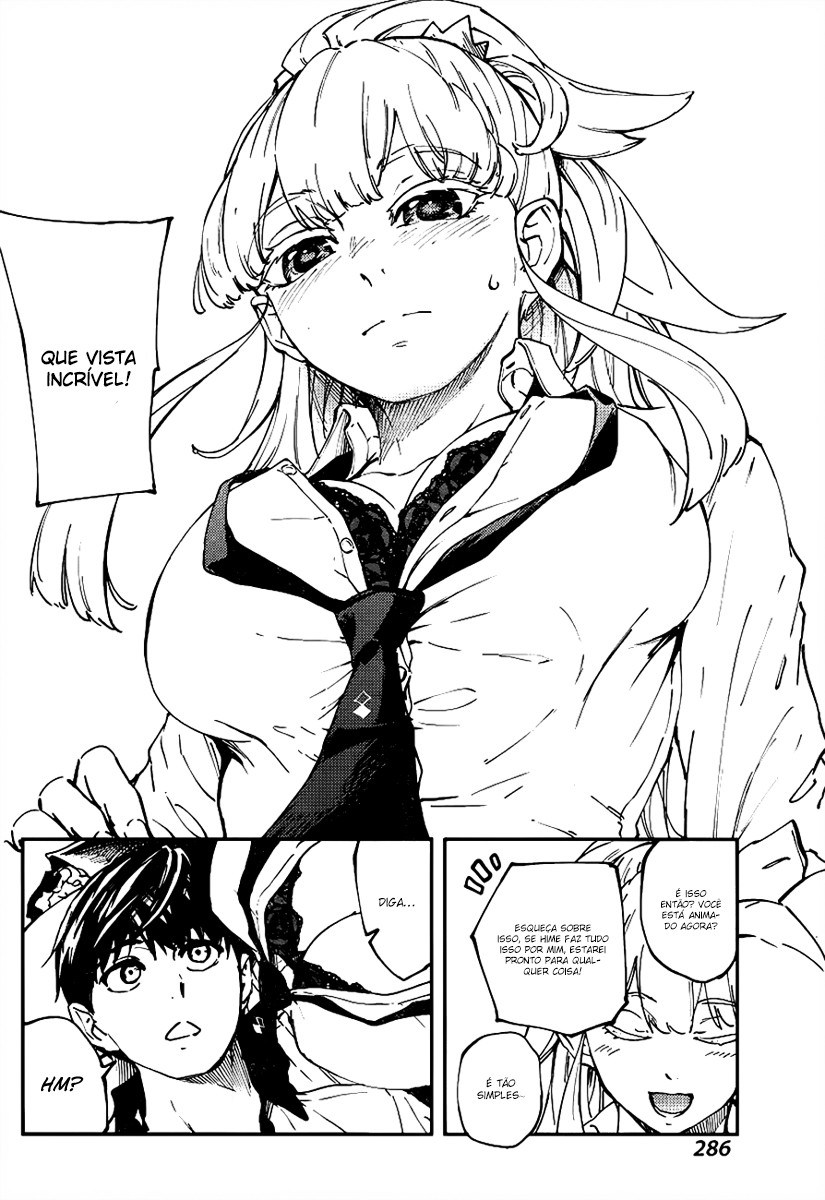 QUE VISTA
INCRÍVEL!
É ISSO
ENTÃO? VOCÊ
ESTÁ ANIMA-
DO AGORA?
ESQUEÇA SOBRE
ISSO, SE HIME FAZ TUDO
ISSO POR MIM, ESTAREI
PRONTO PARA QUAL-
QUER COISA!
É TÃO
SIMPLES~
DIGA...
HM?
286